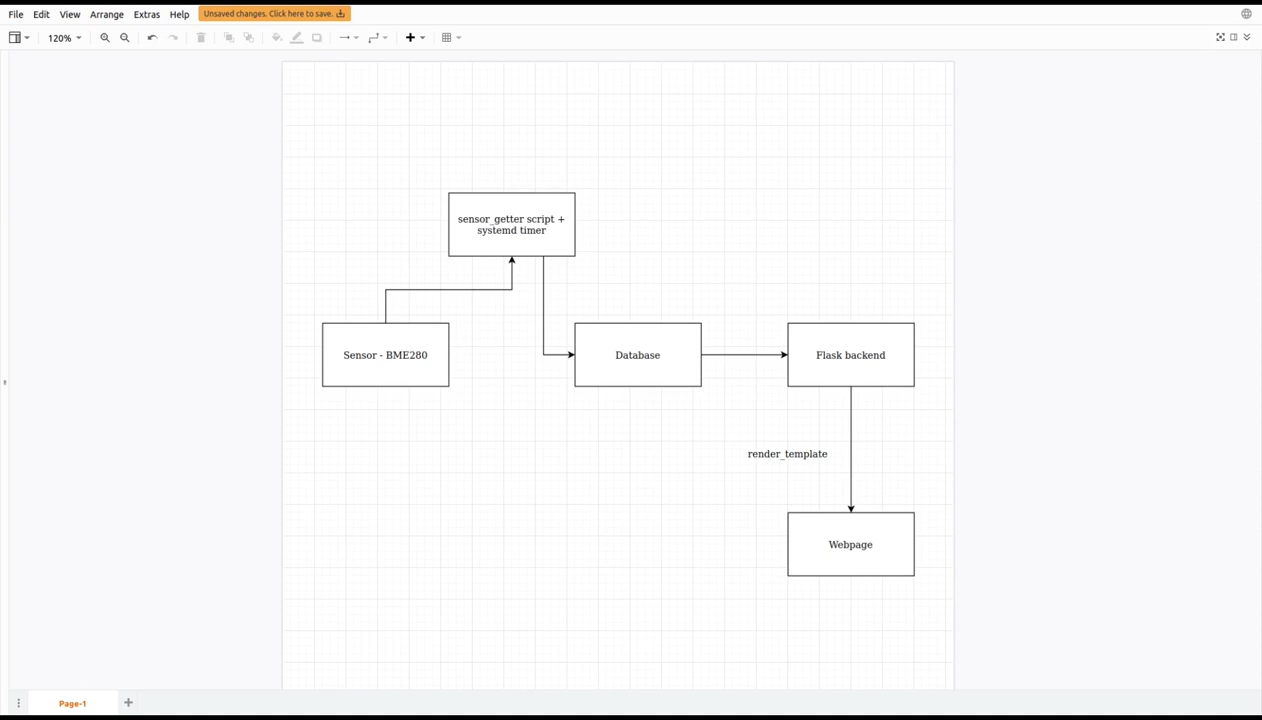 File Edit View Arrange Extras Help Unsaved changes. Click here to save.
120%
sensor_getter script +
systemd timer
Sensor - BME280
Database
Flask backend
render_template
Webpage
Page-1